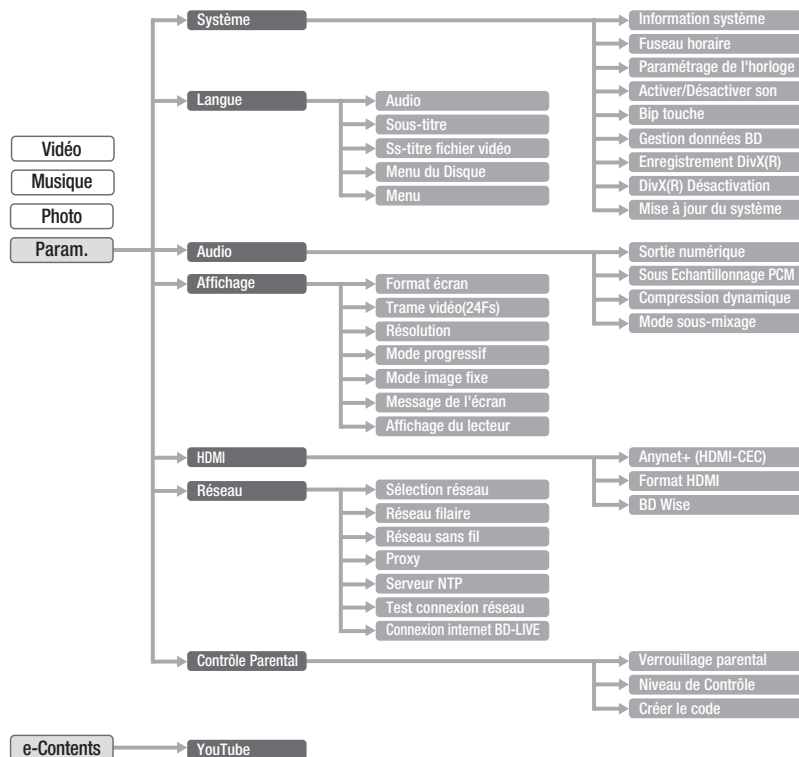 Vidéo
Musique
Photo
Param.
Système
Information système
Fuseau horaire
Paramétrage de l'horloge
Activer/Désactiver son
Bip touche
Gestion données BD
Enregistrement DivX(R)
DivX(R) Désactivation
Mise à jour du système
Langue
Audio
Sous-titre
Ss-titre fichier vidéo
Menu du Disque
Menu
Audio
Sortie numérique
Sous Echantillonnage PCM
Compression dynamique
Mode sous-mixage
Affichage
Format écran
Trame vidéo(24Fs)
Résolution
Mode progressif
Mode image fixe
Message de l'écran
Affichage du lecteur
HDMI
Anynet+ (HDMI-CEC)
Format HDMI
BD Wise
Réseau
Sélection réseau
Réseau filaire
Réseau sans fil
Proxy
Serveur NTP
Test connexion réseau
Connexion internet BD-LIVE
Contrôle Parental
Verrouillage parental
Niveau de Contrôle
Créer le code
e-Contents
YouTube